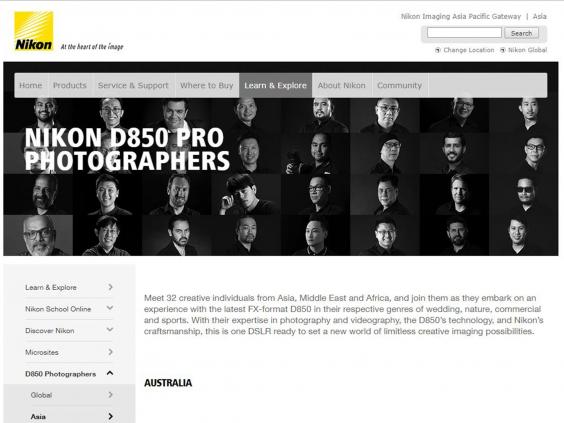 Nikon
At the heart of the image
Nikon Imaging Asia Pacific Gateway | Asia
Search
Change Location Nikon Global
Home Products Service & Support Where to Buy Learn & Explore About Nikon Community
NIKON D850 PRO
PHOTOGRAPHERS
Learn & Explore
Nikon School Online
Discover Nikon
Microsites
D850 Photographers
Global
Asia
Meet 32 creative individuals from Asia, Middle East and Africa, and join them as they embark on an
experience with the latest FX-format D850 in their respective genres of wedding, nature, commercial
and sports. With their expertise in photography and videography, the D850's technology, and Nikon's
craftsmanship, this is one DSLR ready to set a new world of limitless creative imaging possibilities.
AUSTRALIA